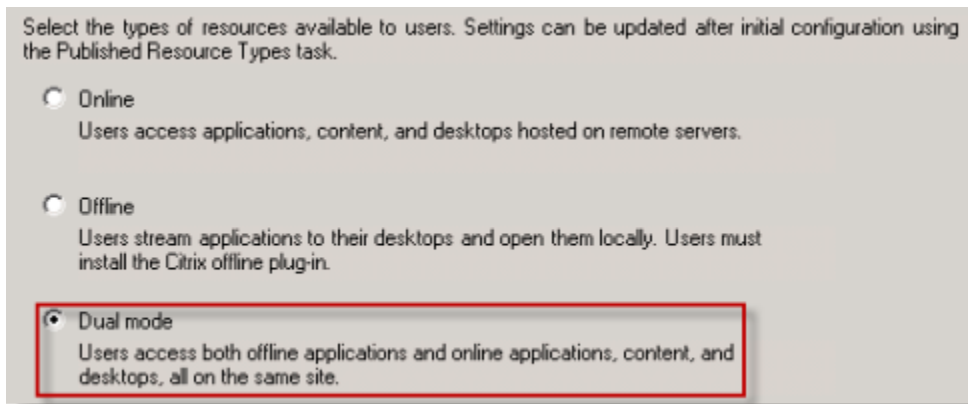 Select the types of resources available to users. Settings can be updated after initial configuration using
the Published Resource Types task.
Online
Users access applications, content, and desktops hosted on remote servers.
Offline
Users stream applications to their desktops and open them locally. Users must
install the Citrix offline plug-in.
Dual mode
Users access both offline applications and online applications, content, and
desktops, all on the same site.